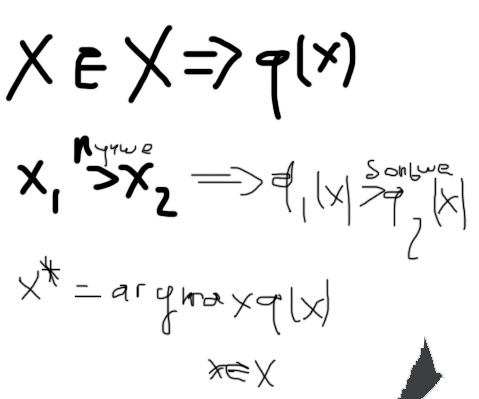 x ∈ X ⇒ q(x)
лучше
x₁ > x₂ ⇒ q₁(x) > q₂(x)
больше
x* = argmax q(x)
x ∈ X